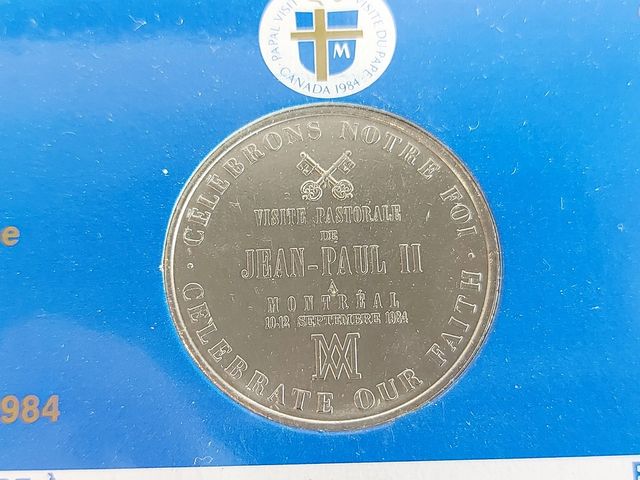 PAPAL VISIT
VISITE DU PAPE
M
CANADA 1984
CÉLÉBRONS NOTRE FOI
VISITE PASTORALE
DE
JEAN-PAUL II
À
MONTRÉAL
10-12 SEPTEMBRE 1984
M
CELEBRATE OUR FAITH
e
984